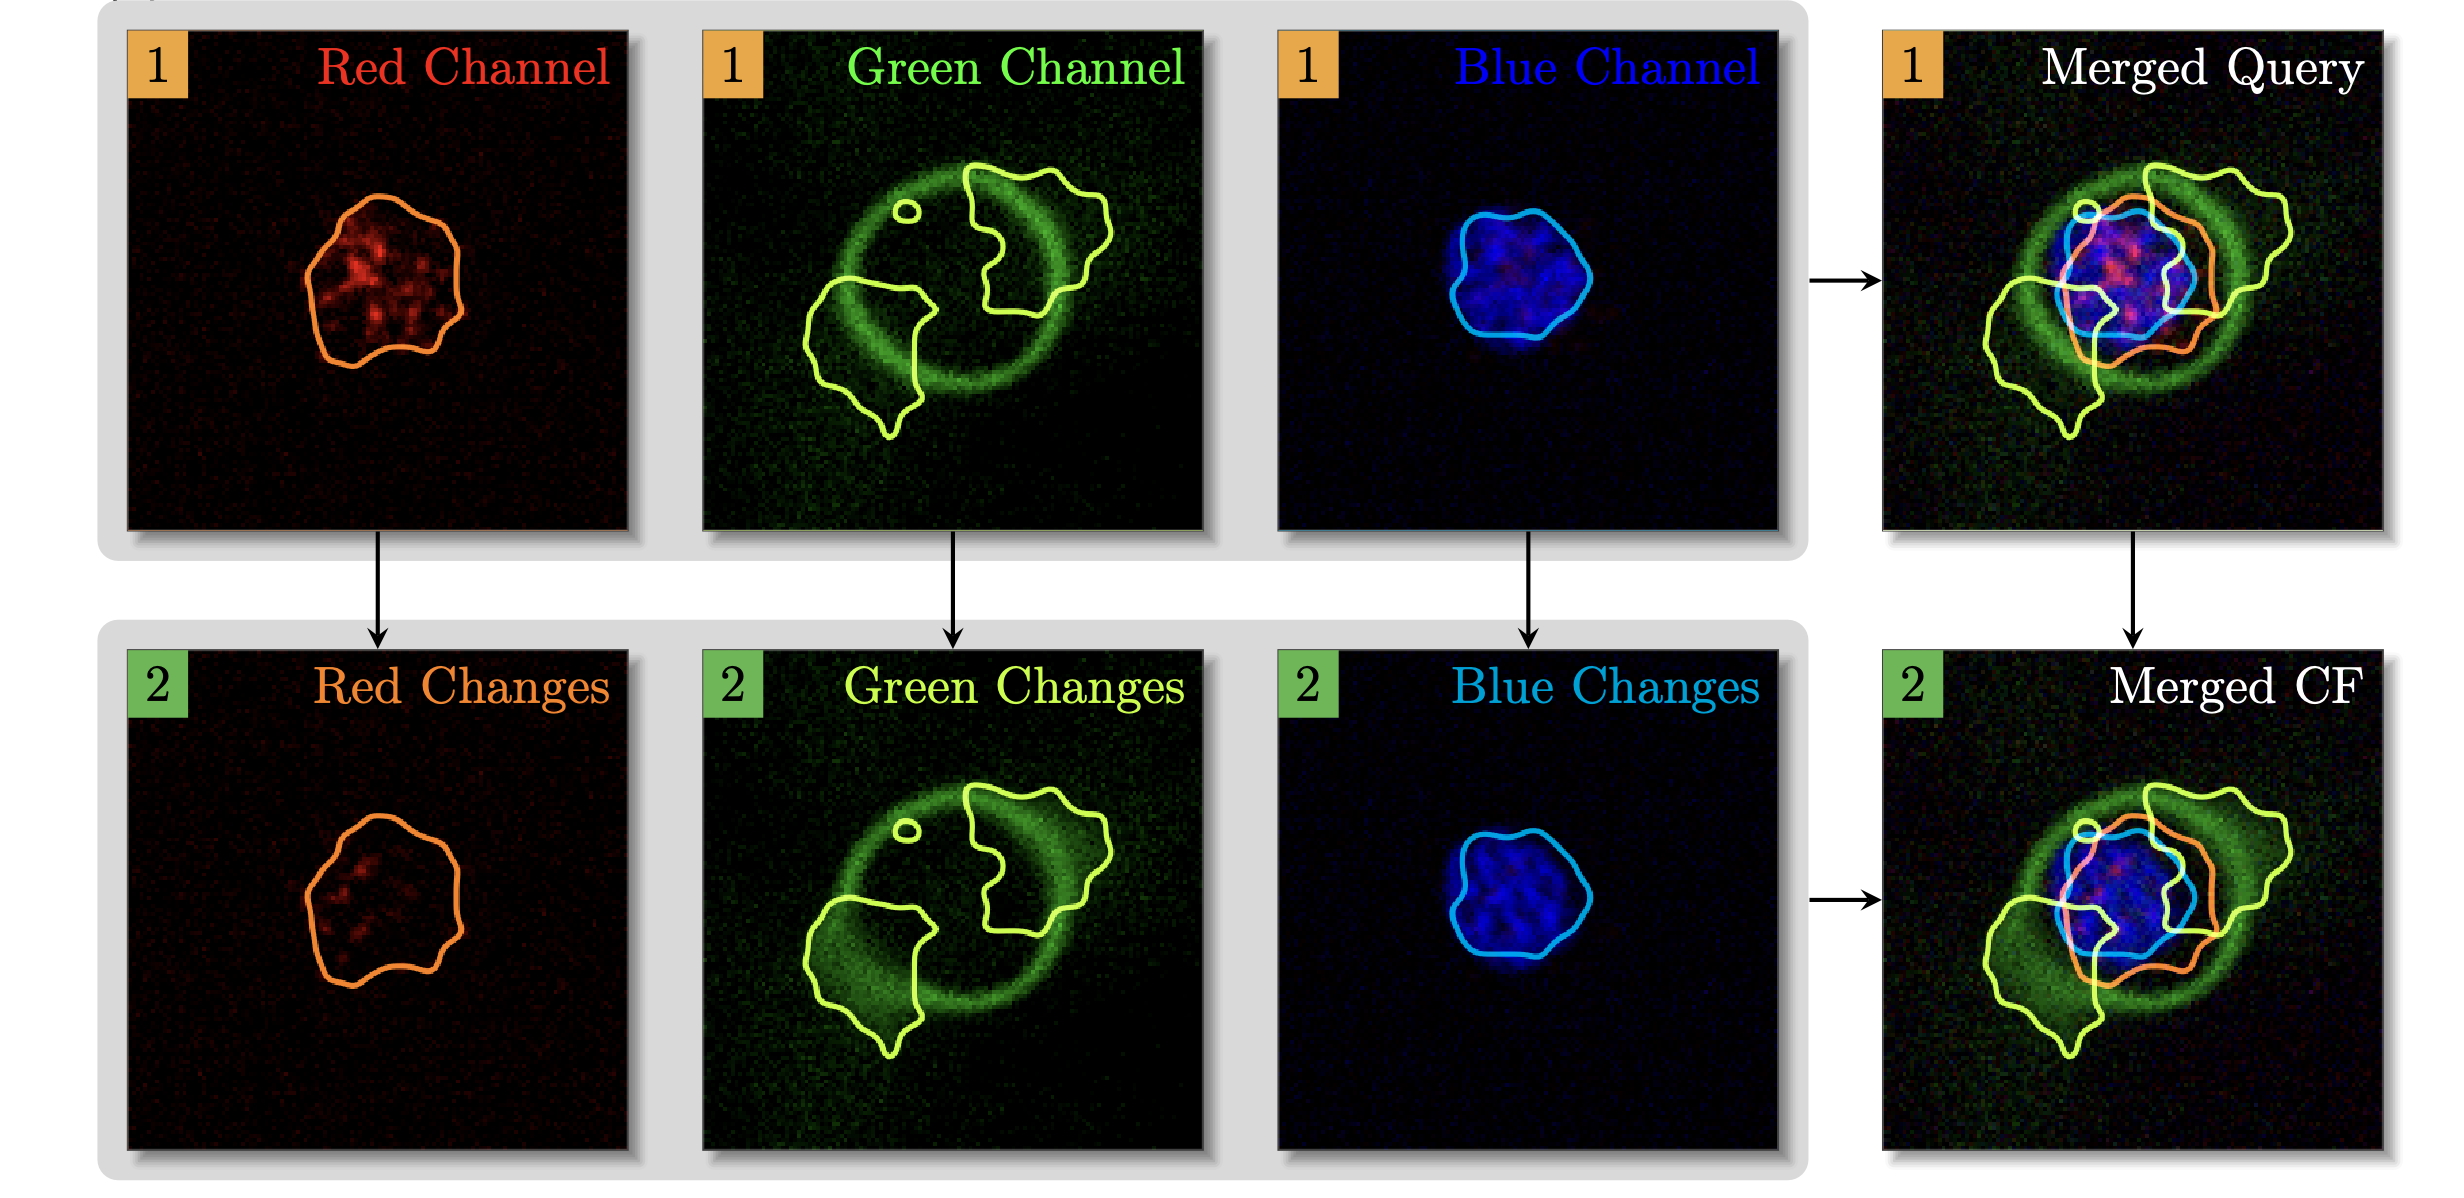 1 Red Channel
1 Green Channel
1 Blue Channel
1 Merged Query
2 Red Changes
2 Green Changes
2 Blue Changes
2 Merged CF